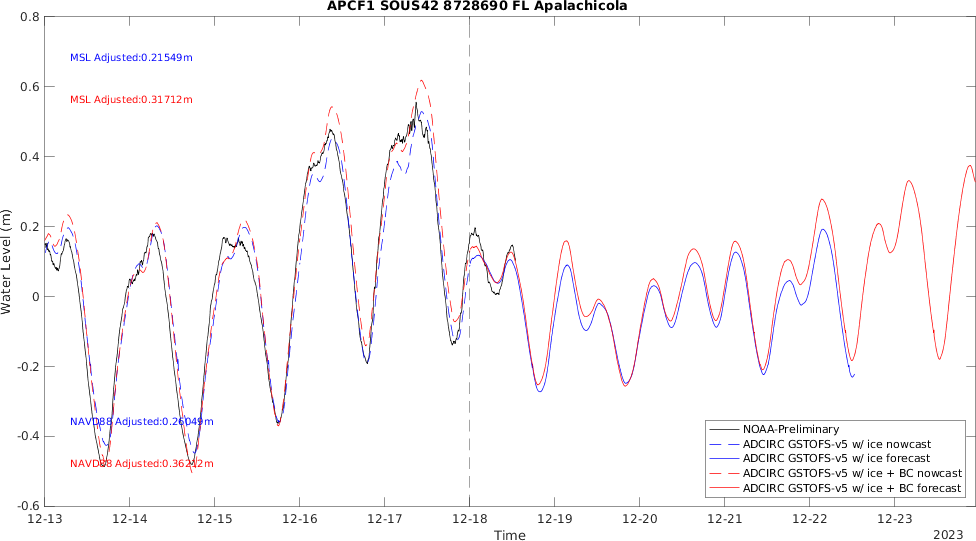 APCF1 SOUS42 8728690 FL Apalachicola
0.8
0.6
0.4
0.2
0
-0.2
-0.4
-0.6
Water Level (m)
MSL Adjusted:0.21549m
MSL Adjusted:0.31712m
NAVD88 Adjusted:0.26049m
NAVD88 Adjusted:0.36212m
NOAA-Preliminary
ADCIRC GSTOFS-v5 w/ ice nowcast
ADCIRC GSTOFS-v5 w/ ice forecast
ADCIRC GSTOFS-v5 w/ ice + BC nowcast
ADCIRC GSTOFS-v5 w/ ice + BC forecast
12-13 12-14 12-15 12-16 12-17 12-18 12-19 12-20 12-21 12-22 12-23
Time
2023